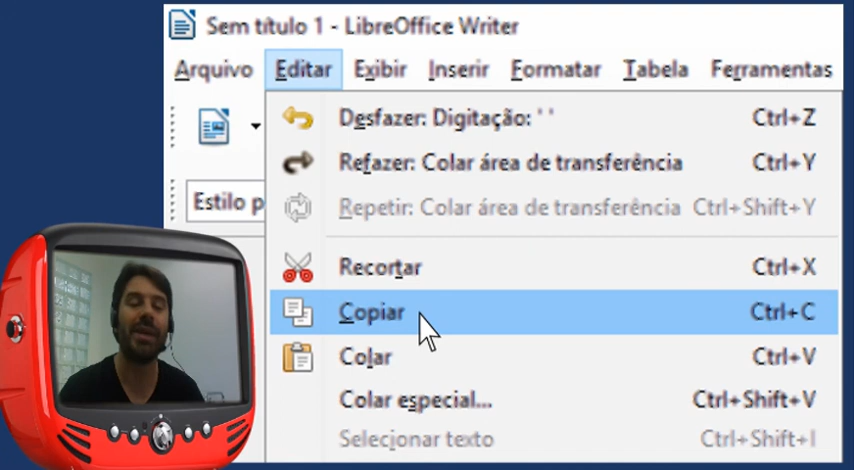 Sem título 1 - LibreOffice Writer
Arquivo Editar Exibir Inserir Formatar Tabela Ferramentas
Desfazer: Digitação: ' ' Ctrl+Z
Refazer: Colar área de transferência Ctrl+Y
Repetir: Colar área de transferência Ctrl+Shift+Y
Estilo p
Recortar Ctrl+X
Copiar Ctrl+C
Colar Ctrl+V
Colar especial... Ctrl+Shift+V
Selecionar texto Ctrl+Shift+I